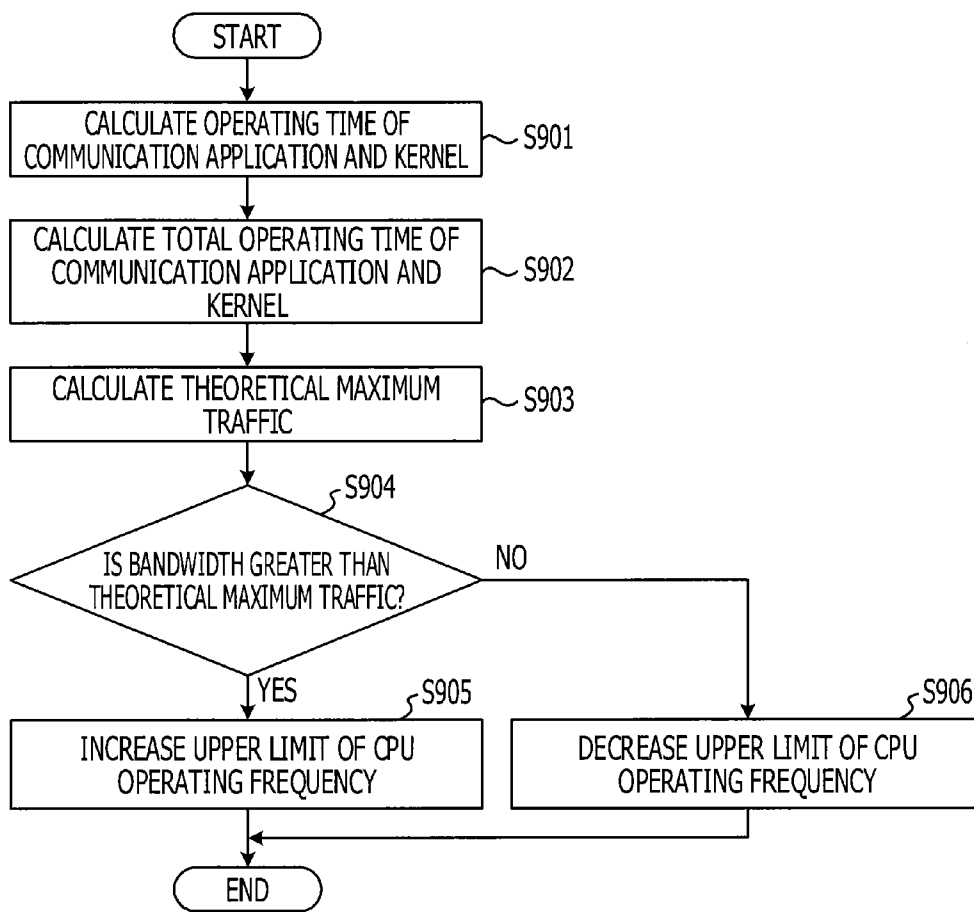 START
CALCULATE OPERATING TIME OF
COMMUNICATION APPLICATION AND KERNEL
S901
CALCULATE TOTAL OPERATING TIME OF
COMMUNICATION APPLICATION AND
KERNEL
S902
CALCULATE THEORETICAL MAXIMUM
TRAFFIC
S903
S904
IS BANDWIDTH GREATER THAN
THEORETICAL MAXIMUM TRAFFIC?
NO
YES
S905
INCREASE UPPER LIMIT OF CPU
OPERATING FREQUENCY
S906
DECREASE UPPER LIMIT OF CPU
OPERATING FREQUENCY
END